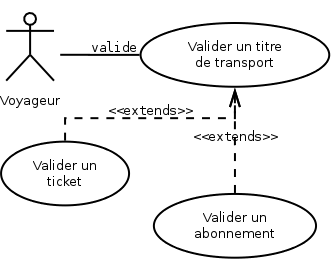 valide
Valider un titre
de transport
Voyageur
<<extends>>
<<extends>>
Valider un
ticket
Valider un
abonnement